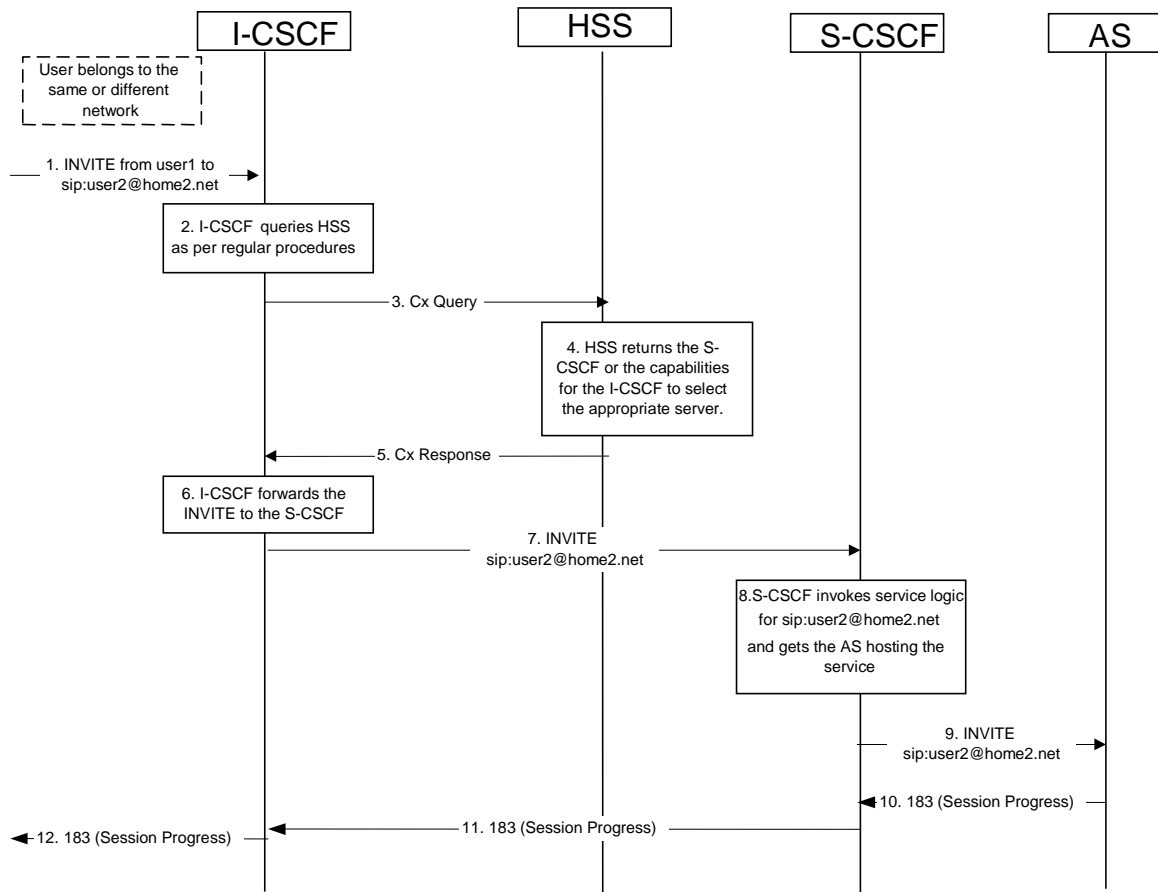 I-CSCF
HSS
S-CSCF
AS
User belongs to the
same or different
network
1. INVITE from user1 to
sip:user2@home2.net
2. I-CSCF queries HSS
as per regular procedures
3. Cx Query
4. HSS returns the S-
CSCF or the capabilities
for the I-CSCF to select
the appropriate server.
5. Cx Response
6. I-CSCF forwards the
INVITE to the S-CSCF
7. INVITE
sip:user2@home2.net
8.S-CSCF invokes service logic
for sip:user2@home2.net
and gets the AS hosting the
service
9. INVITE
sip:user2@home2.net
10. 183 (Session Progress)
11. 183 (Session Progress)
12. 183 (Session Progress)